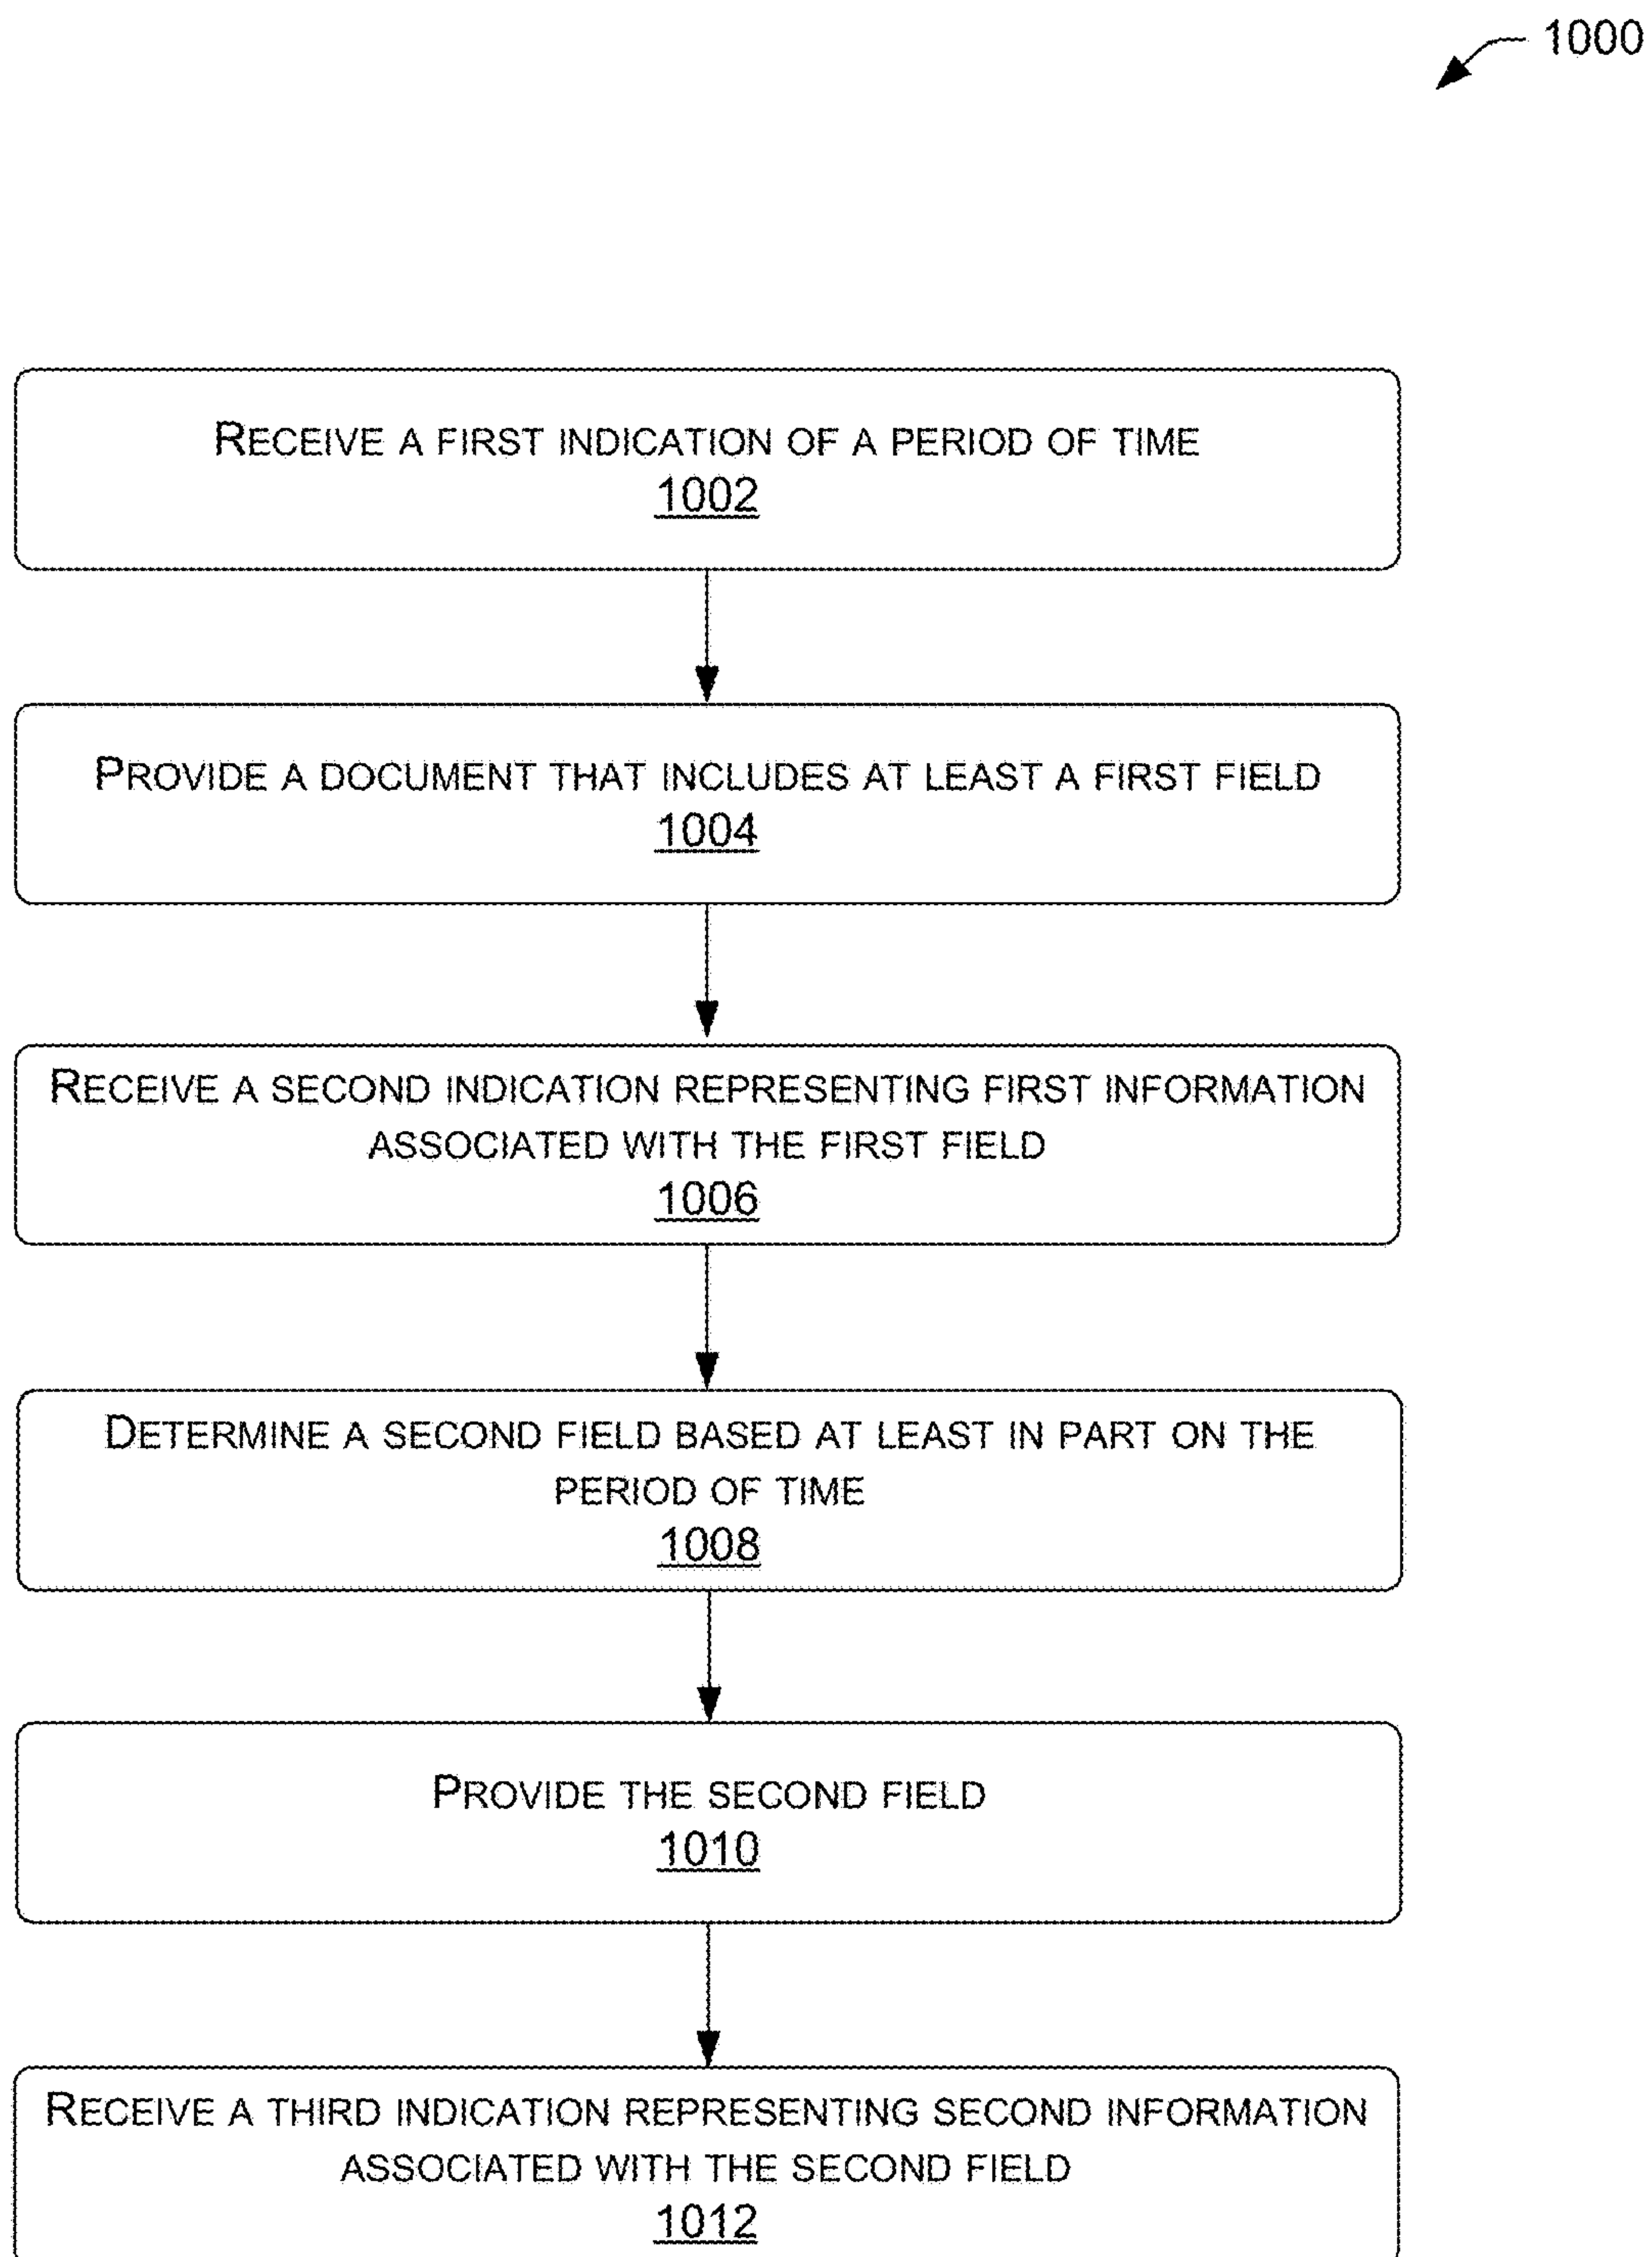 1000
RECEIVE A FIRST INDICATION OF A PERIOD OF TIME
1002
PROVIDE A DOCUMENT THAT INCLUDES AT LEAST A FIRST FIELD
1004
RECEIVE A SECOND INDICATION REPRESENTING FIRST INFORMATION
ASSOCIATED WITH THE FIRST FIELD
1006
DETERMINE A SECOND FIELD BASED AT LEAST IN PART ON THE
PERIOD OF TIME
1008
PROVIDE THE SECOND FIELD
1010
RECEIVE A THIRD INDICATION REPRESENTING SECOND INFORMATION
ASSOCIATED WITH THE SECOND FIELD
1012